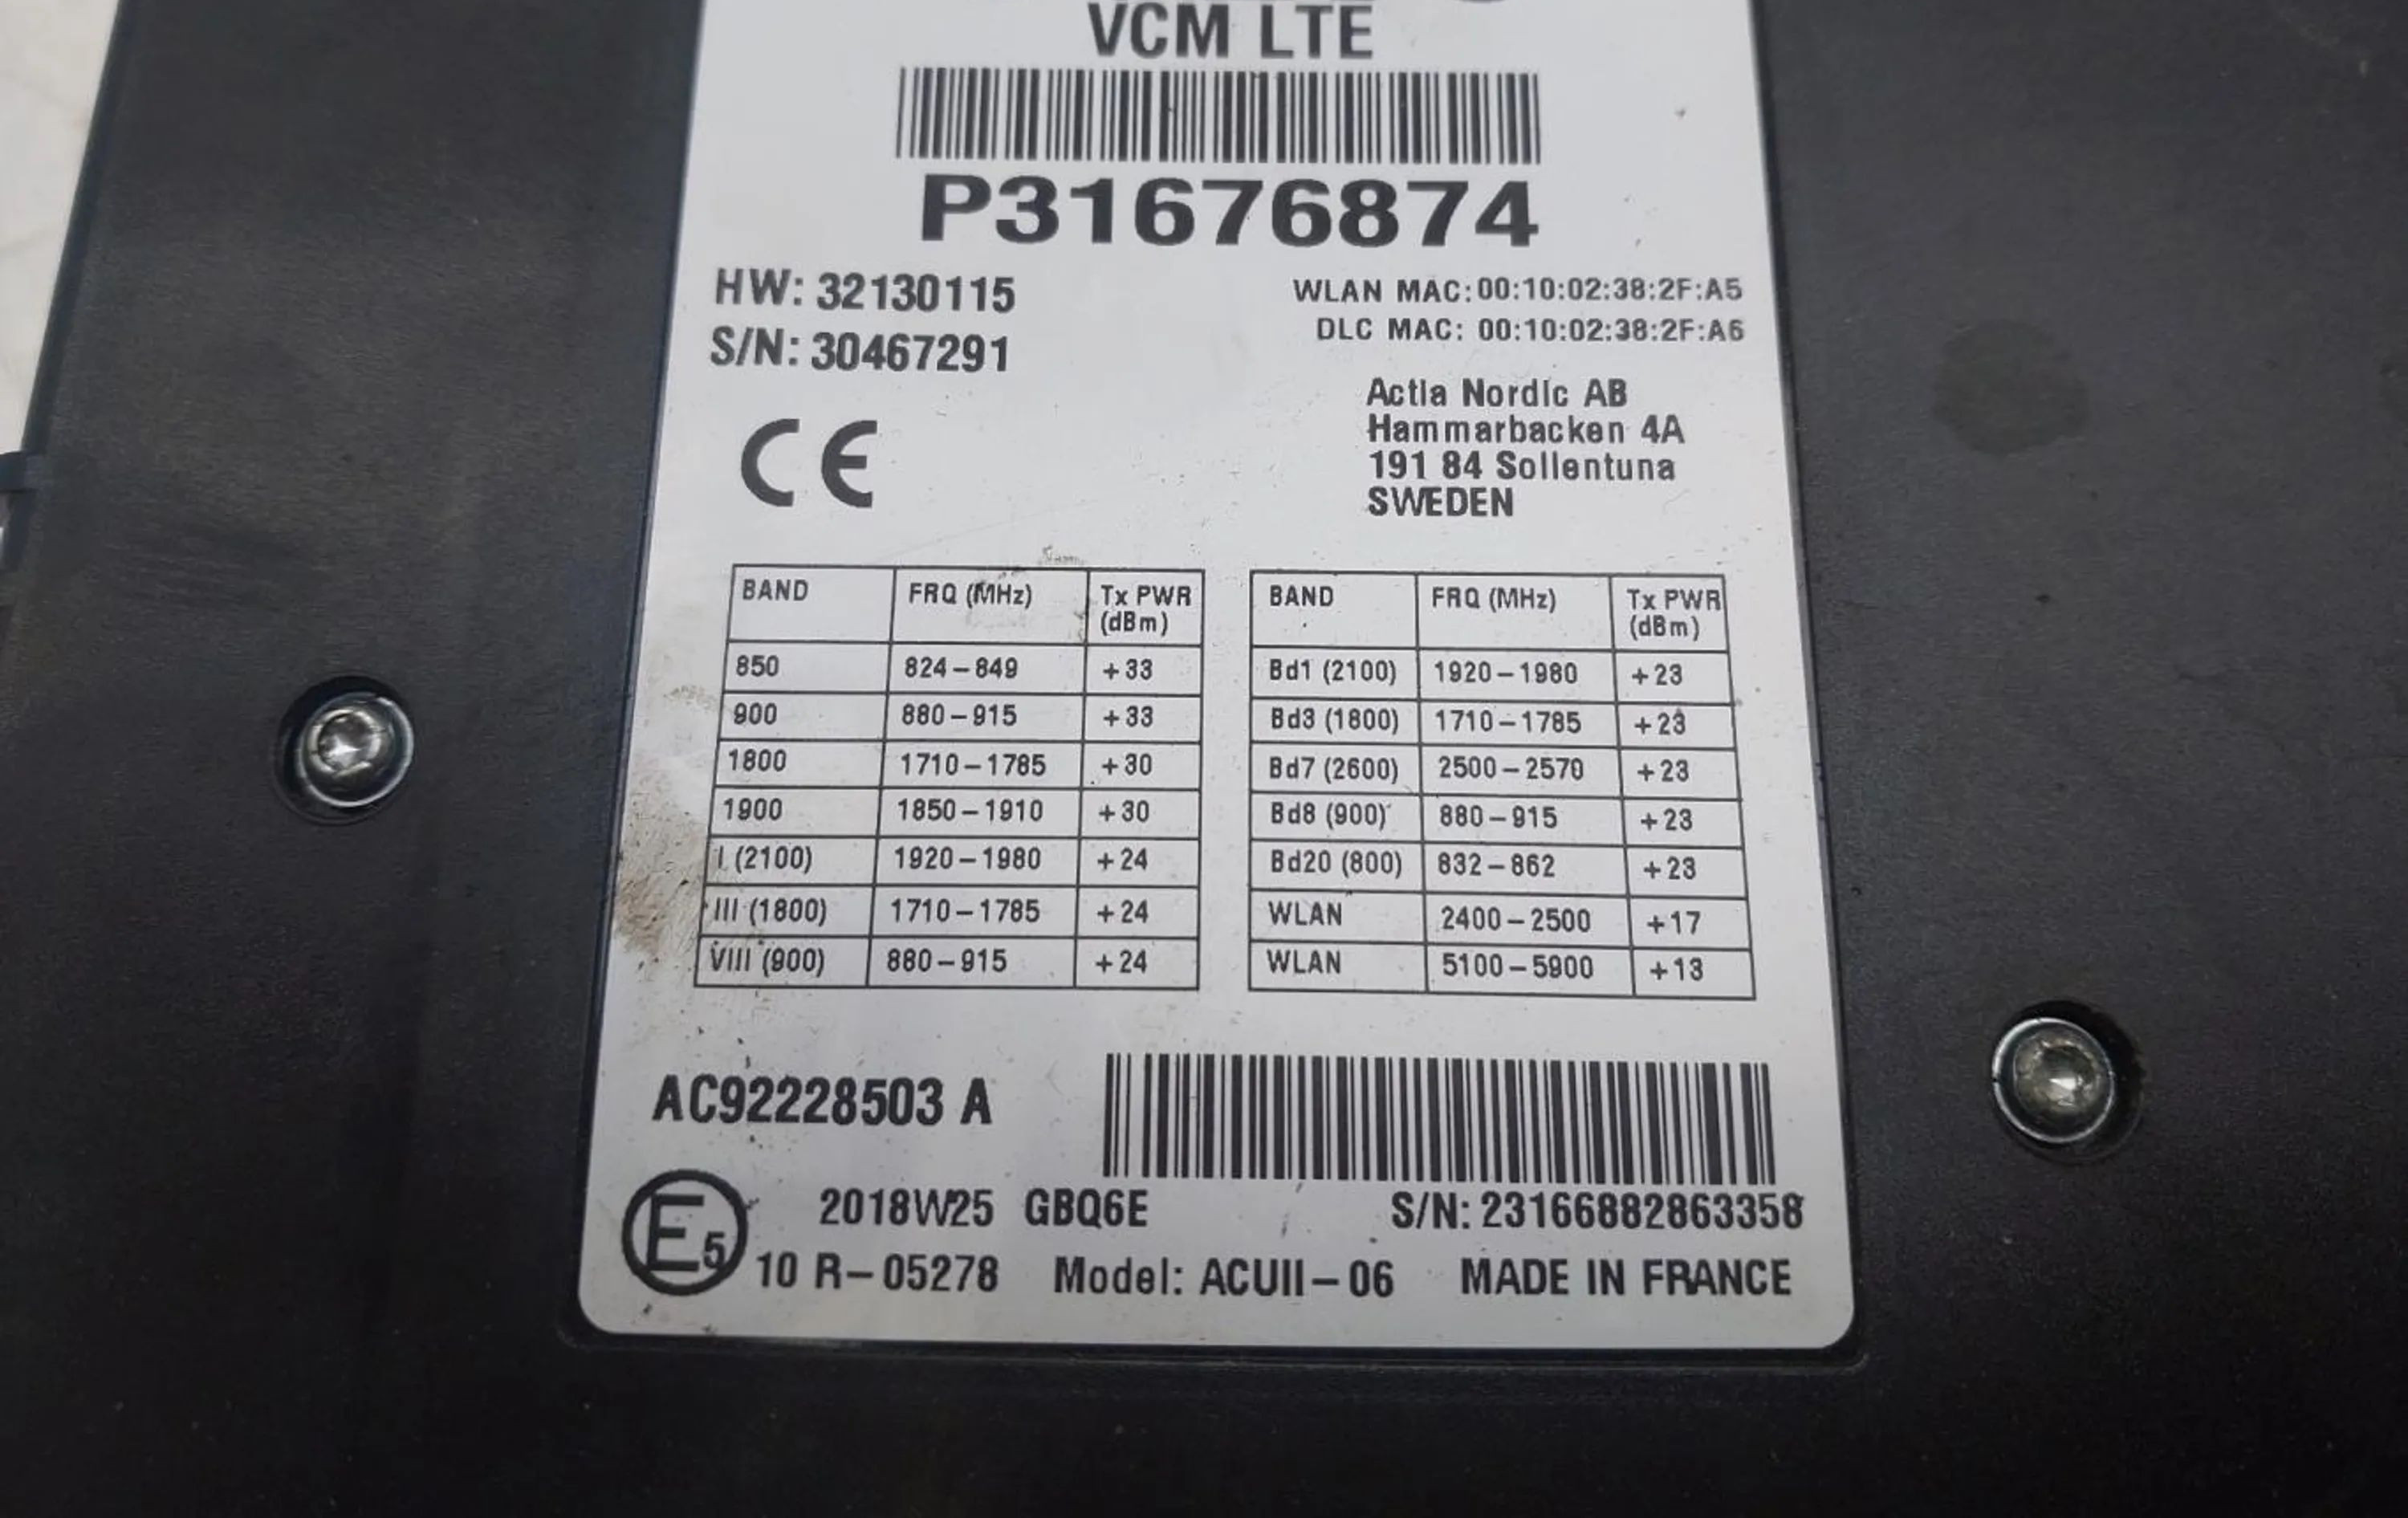 VCM LTE
P31676874
HW: 32130115
S/N: 30467291
WLAN MAC:00:10:02:38:2F:A5
DLC MAC: 00:10:02:38:2F:A6
CE
Actia Nordic AB
Hammarbacken 4A
191 84 Sollentuna
SWEDEN
BAND FRQ (MHz) Tx PWR (dBm)
850 824–849 +33
900 880–915 +33
1800 1710–1785 +30
1900 1850–1910 +30
I (2100) 1920–1980 +24
III (1800) 1710–1785 +24
VIII (900) 880–915 +24
BAND FRQ (MHz) Tx PWR (dBm)
Bd1 (2100) 1920–1980 +23
Bd3 (1800) 1710–1785 +23
Bd7 (2600) 2500–2570 +23
Bd8 (900) 880–915 +23
Bd20 (800) 832–862 +23
WLAN 2400–2500 +17
WLAN 5100–5900 +13
AC92228503 A
E5
2018W25 GBQ6E S/N: 23166882863358
10 R–05278 Model: ACUII–06 MADE IN FRANCE